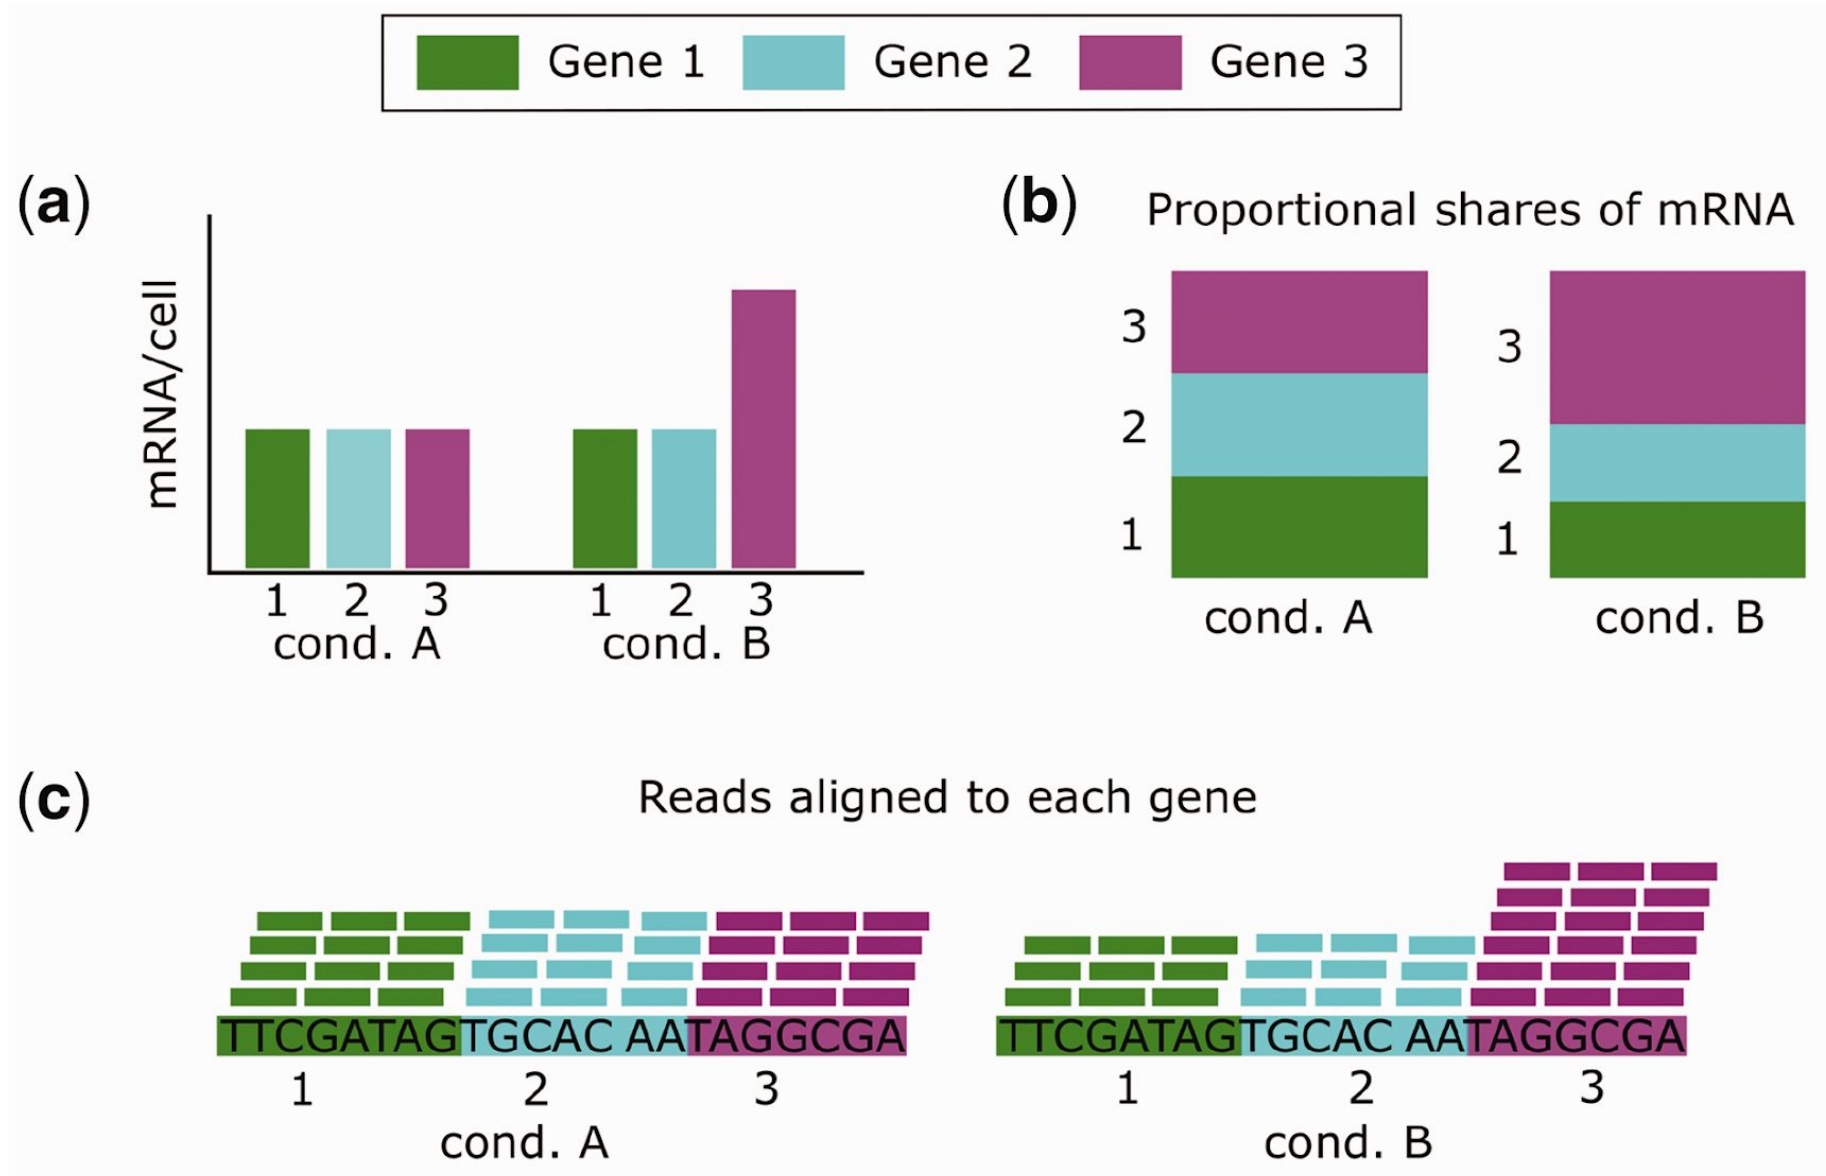 Gene 1 Gene 2 Gene 3
(a)
mRNA/cell
1 2 3 1 2 3
cond. A cond. B
(b) Proportional shares of mRNA
3 3
2 2
1 1
cond. A cond. B
(c) Reads aligned to each gene
TTCGATAGTGCAC AATAGGCGA TTCGATAGTGCAC AATAGGCGA
1 2 3 1 2 3
cond. A cond. B